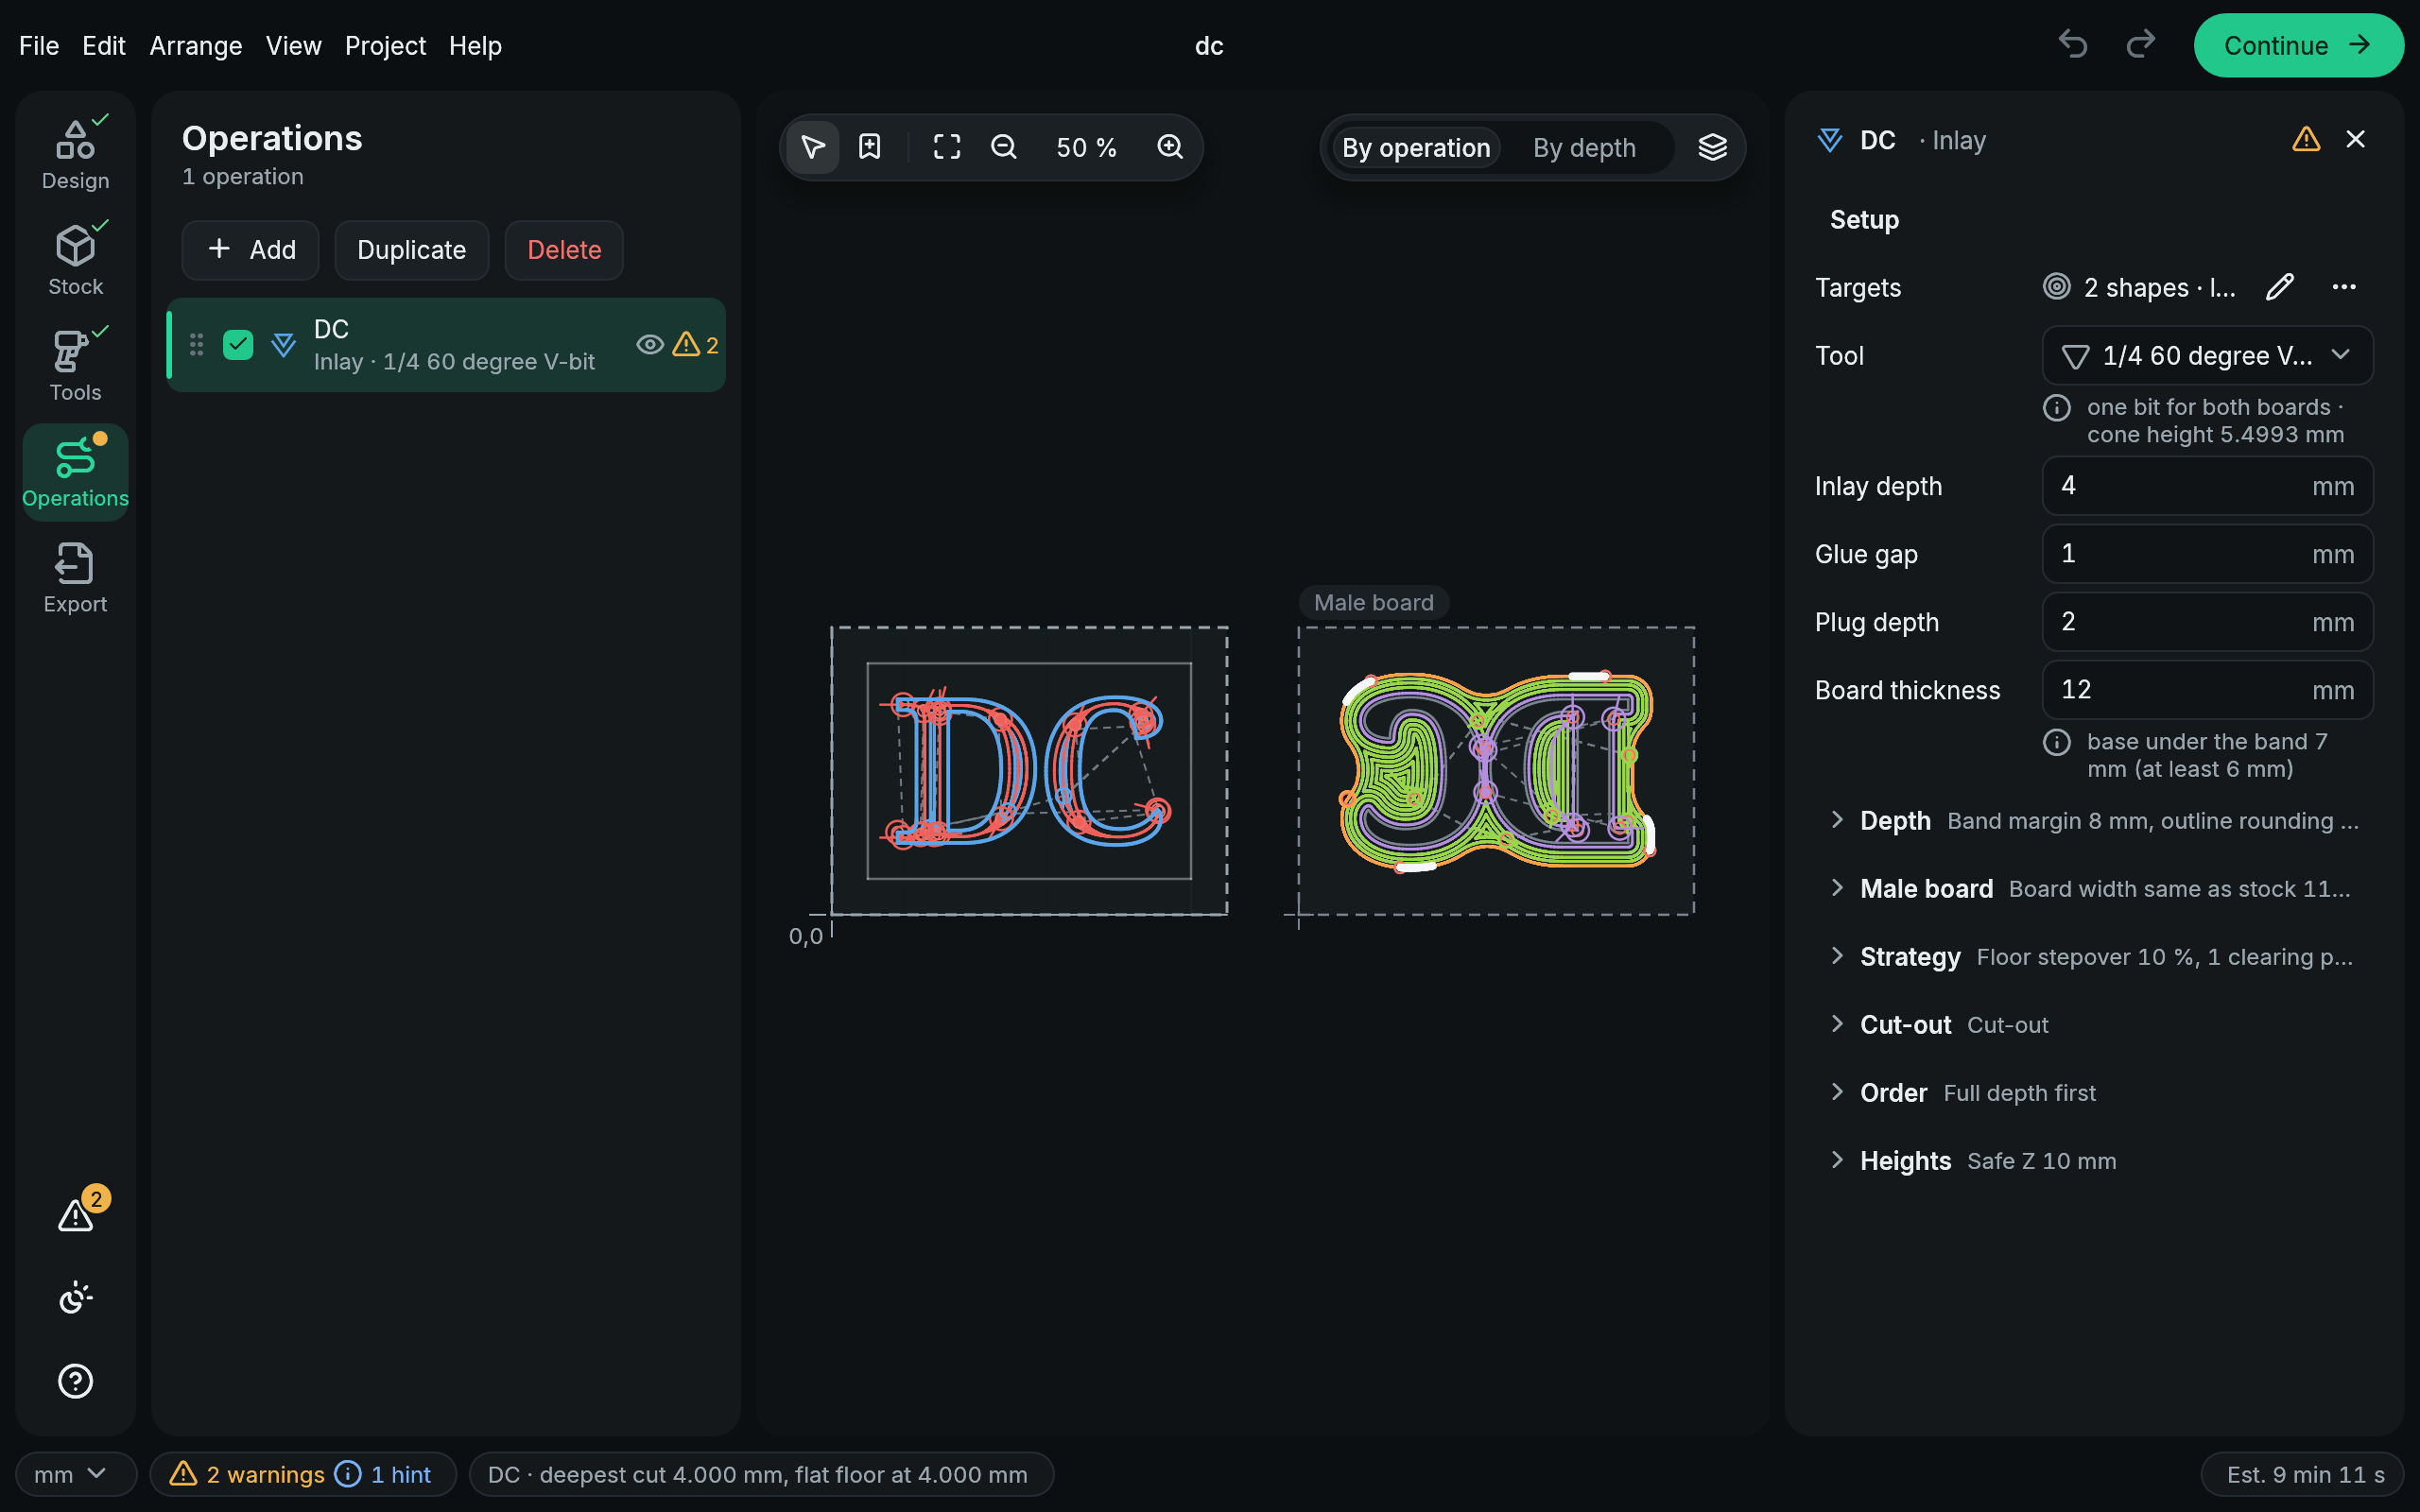 File Edit Arrange View Project Help
dc
Continue
Design
Stock
Tools
Operations
Export
2
Operations
1 operation
Add
Duplicate
Delete
DC
Inlay · 1/4 60 degree V-bit
2
50 %
By operation
By depth
Male board
0,0
DC · Inlay
Setup
Targets
2 shapes · I...
Tool
1/4 60 degree V...
one bit for both boards ·
cone height 5.4993 mm
Inlay depth
4 mm
Glue gap
1 mm
Plug depth
2 mm
Board thickness
12 mm
base under the band 7
mm (at least 6 mm)
Depth Band margin 8 mm, outline rounding ...
Male board Board width same as stock 11...
Strategy Floor stepover 10 %, 1 clearing p...
Cut-out Cut-out
Order Full depth first
Heights Safe Z 10 mm
mm
2 warnings 1 hint
DC · deepest cut 4.000 mm, flat floor at 4.000 mm
Est. 9 min 11 s